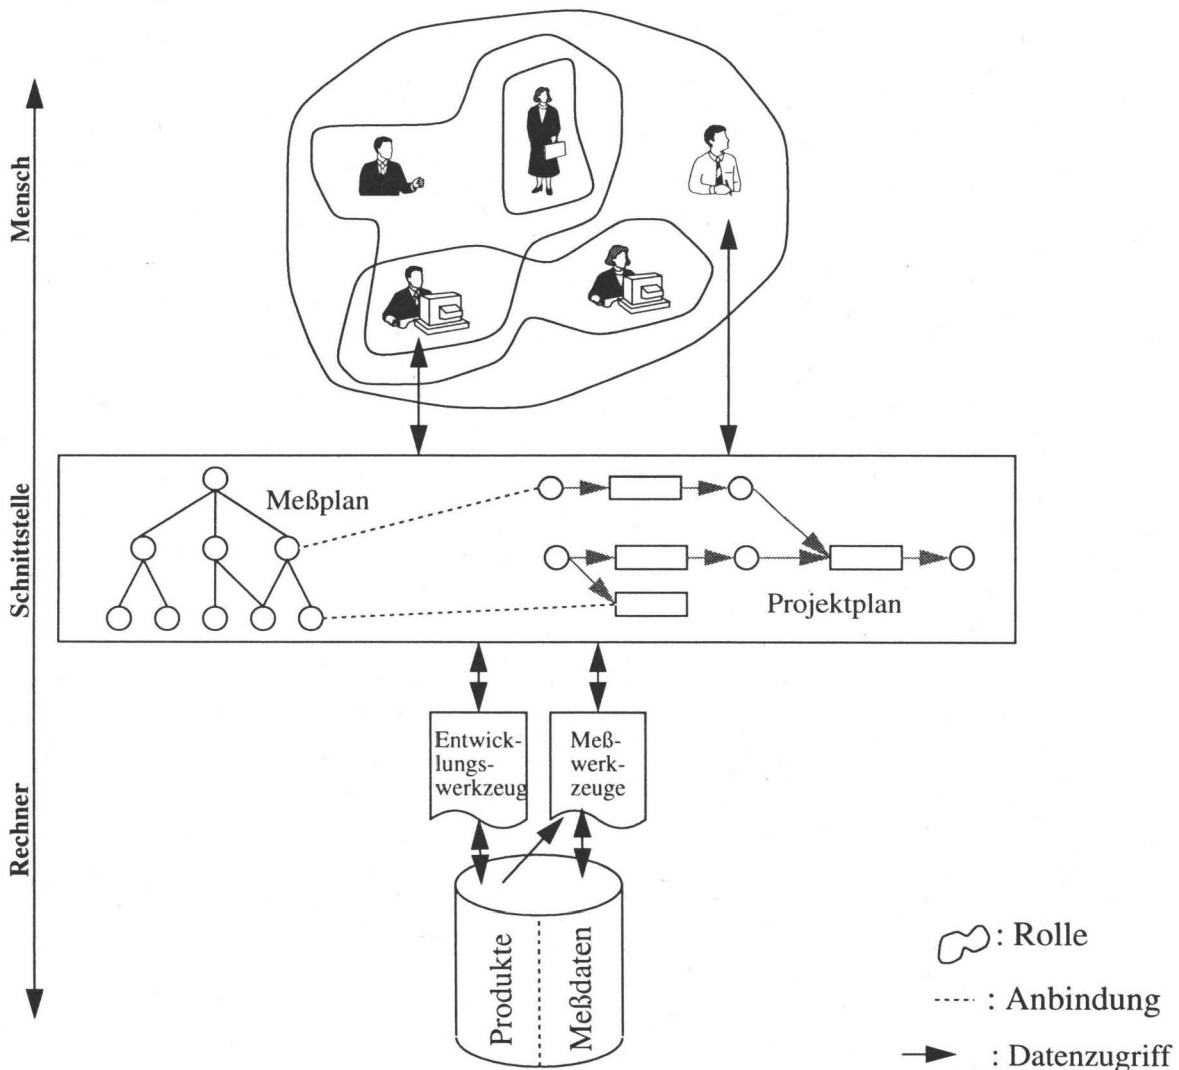 Mensch
Schnittstelle
Rechner
Meßplan
Projektplan
Entwick-
lungs-
werkzeug
Meß-
werk-
zeuge
Produkte
Meßdaten
: Rolle
: Anbindung
: Datenzugriff